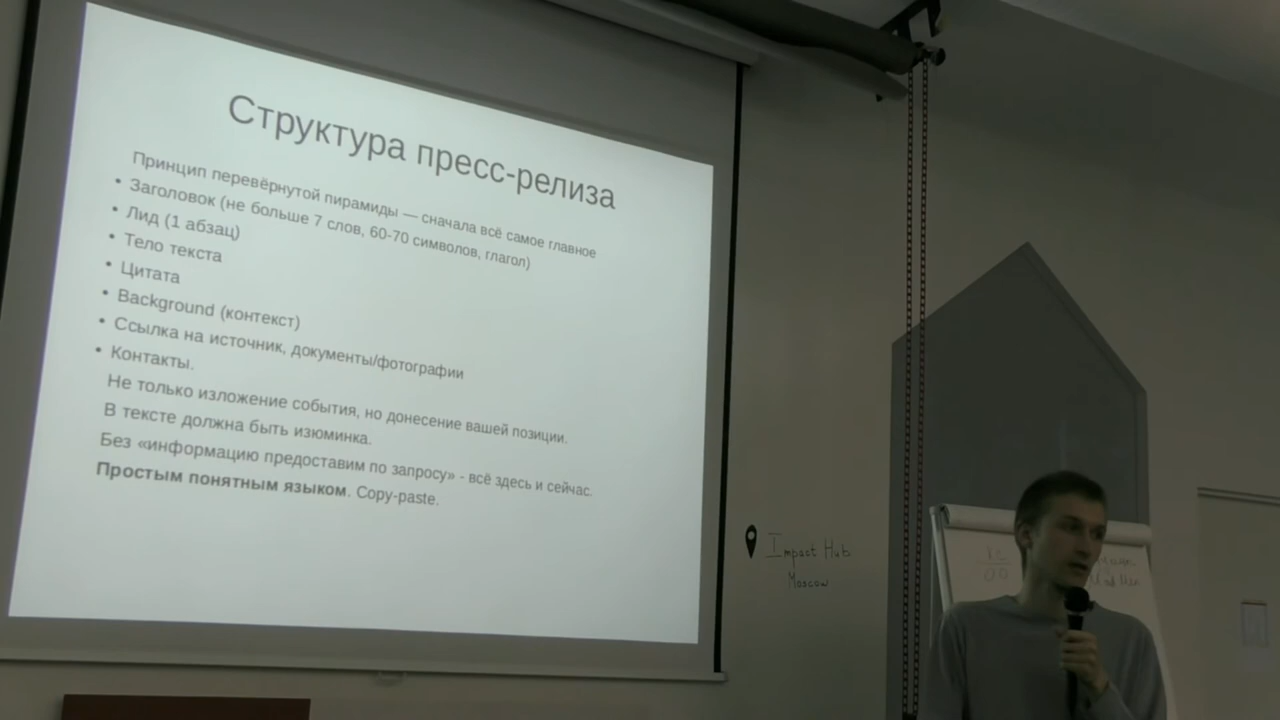 Структура пресс-релиза
Принцип перевёрнутой пирамиды — сначала всё самое главное
• Заголовок (не больше 7 слов, 60-70 символов, глагол)
• Лид (1 абзац)
• Тело текста
• Цитата
• Background (контекст)
• Ссылка на источник, документы/фотографии
• Контакты.
Не только изложение события, но донесение вашей позиции.
В тексте должна быть изюминка.
Без «информацию предоставим по запросу» - всё здесь и сейчас.
Простым понятным языком. Copy-paste.
Impact Hub
Moscow